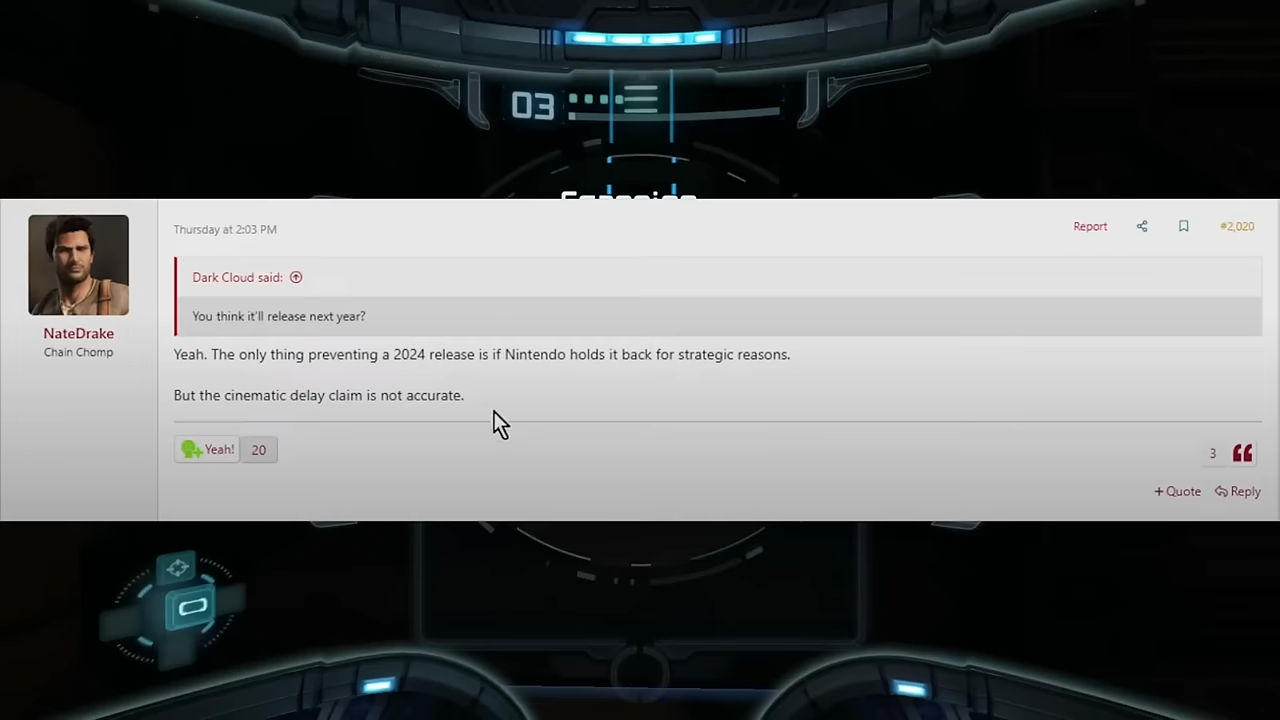 03
Thursday at 2:03 PM
Report
#2,020
Dark Cloud said:
You think it'll release next year?
NateDrake
Chain Chomp
Yeah. The only thing preventing a 2024 release is if Nintendo holds it back for strategic reasons.
But the cinematic delay claim is not accurate.
Yeah! 20
3
+ Quote
Reply